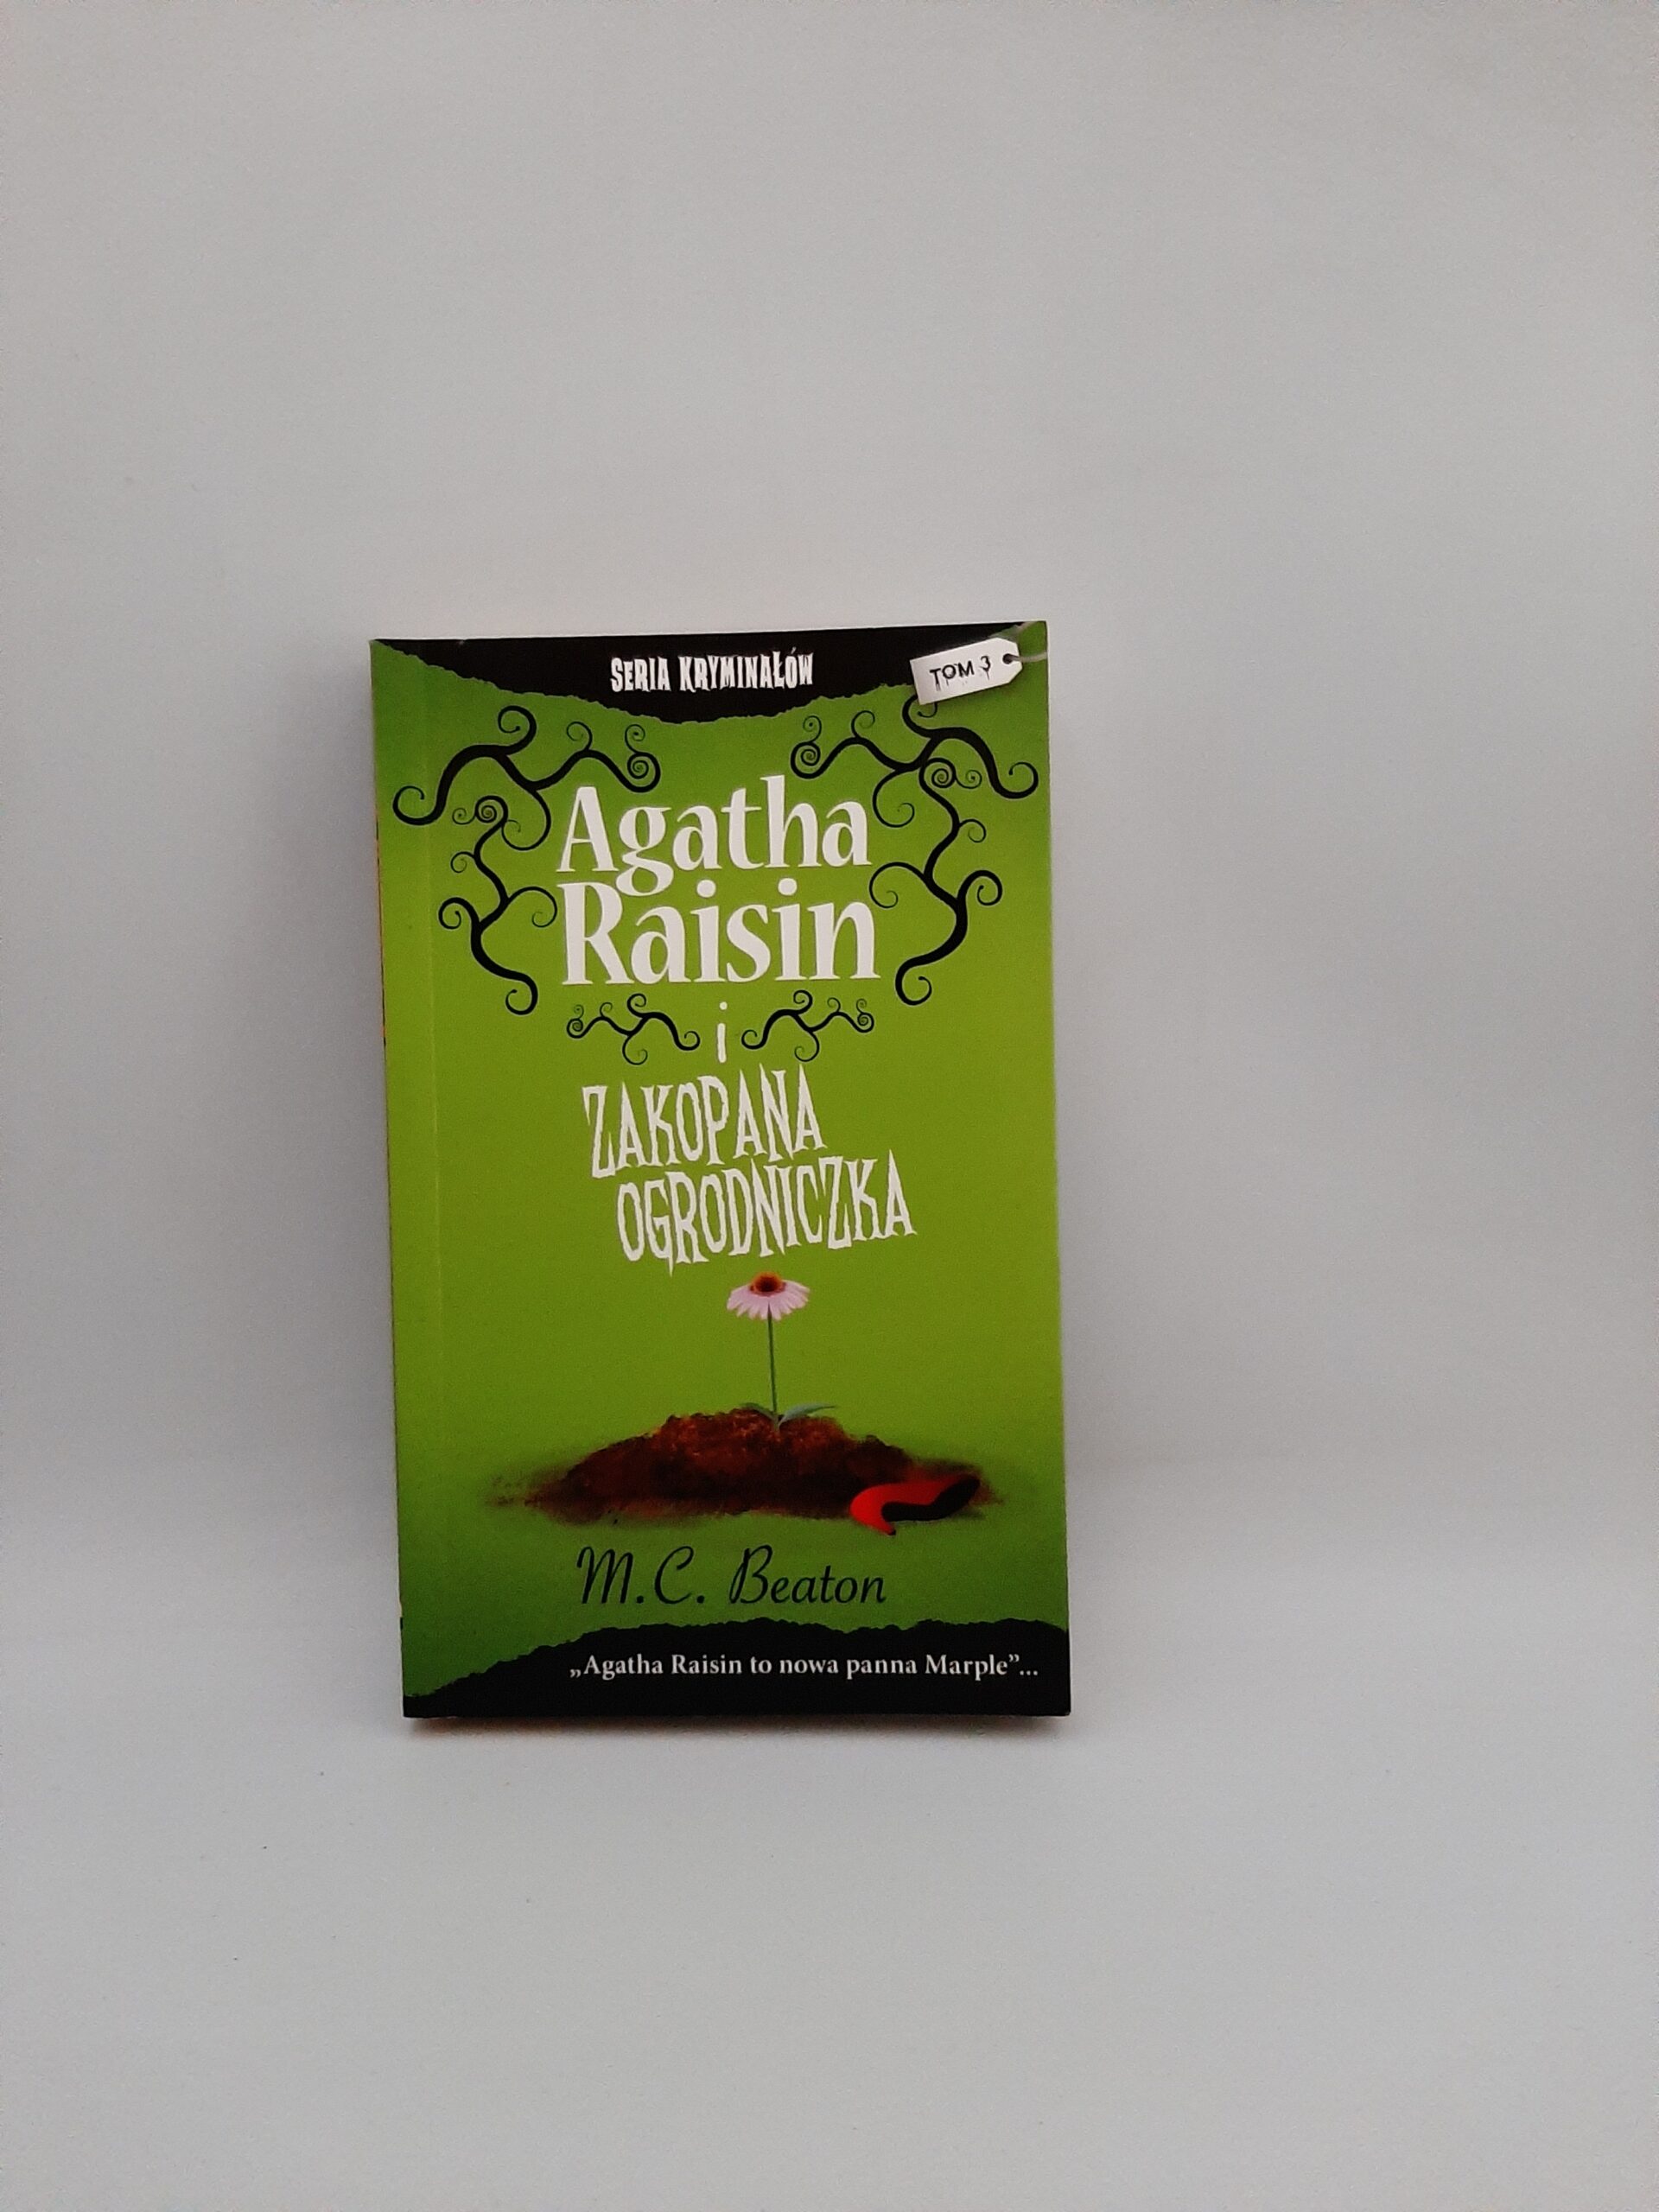 SERIA KRYMINAŁÓW
TOM 3
Agatha
Raisin
i
ZAKOPANA
OGRODNICZKA
M.C. Beaton
„Agatha Raisin to nowa panna Marple”...